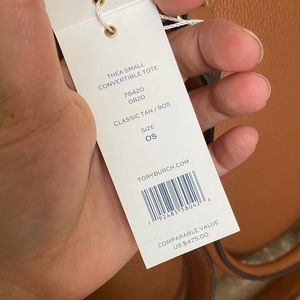 THEA SMALL
CONVERTIBLE TOTE
75420
0820
CLASSIC TAN / 905
SIZE
OS
TORYBURCH.COM
COMPARABLE VALUE
US $475.00